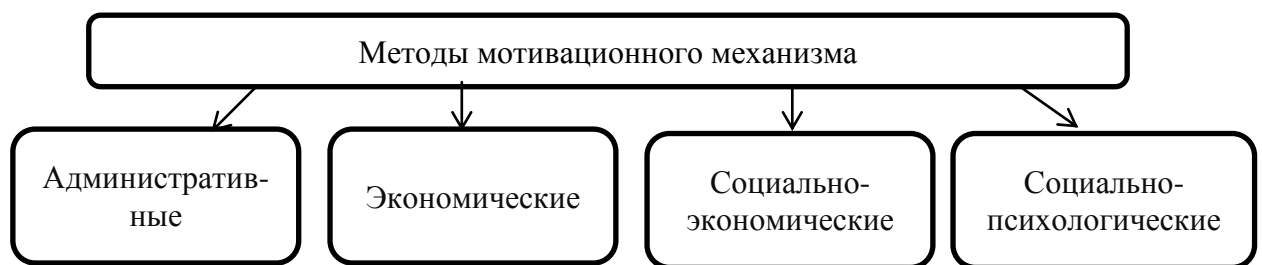 Методы мотивационного механизма
Административ-
ные
Экономические
Социально-
экономические
Социально-
психологические